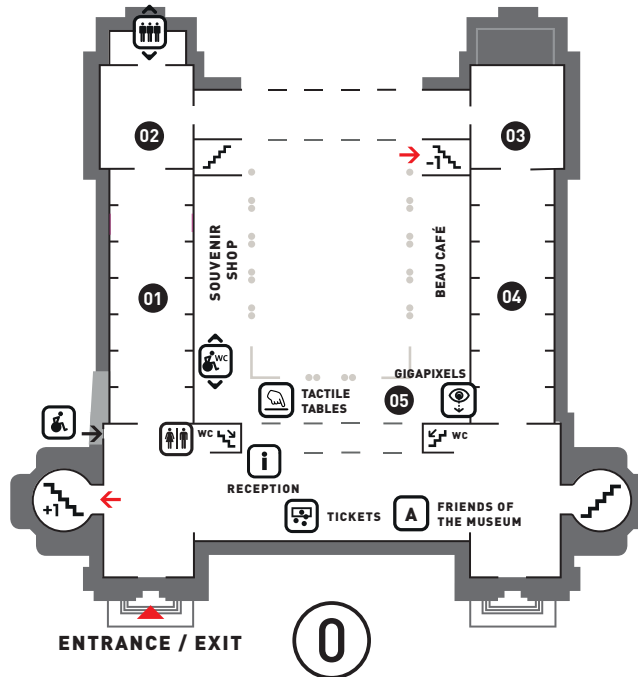 02
03
-1
SOUVENIR
SHOP
BEAU CAFÉ
01
04
WC
GIGAPIXELS
TACTILE
TABLES
05
WC
WC
i
RECEPTION
+1
TICKETS
A
FRIENDS OF
THE MUSEUM
ENTRANCE / EXIT
0